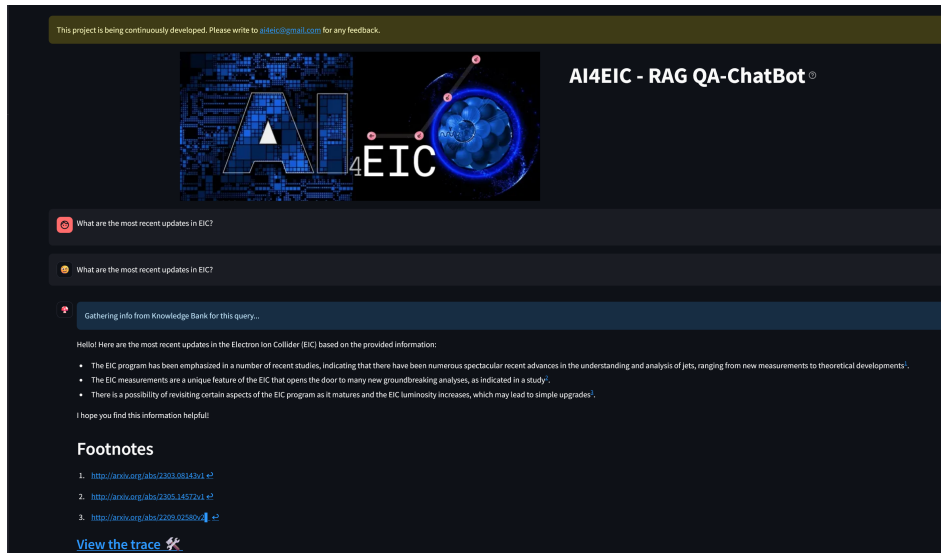 This project is being continuously developed. Please write to ai4eic@gmail.com for any feedback.
AI4EIC - RAG QA-ChatBot
AI
4EIC
What are the most recent updates in EIC?
What are the most recent updates in EIC?
Gathering info from Knowledge Bank for this query...
Hello! Here are the most recent updates in the Electron Ion Collider (EIC) based on the provided information:
• The EIC program has been emphasized in a number of recent studies, indicating that there have been numerous spectacular recent advances in the understanding and analysis of jets, ranging from new measurements to theoretical developments¹.
• The EIC measurements are a unique feature of the EIC that opens the door to many new groundbreaking analyses, as indicated in a study².
• There is a possibility of revisiting certain aspects of the EIC program as it matures and the EIC luminosity increases, which may lead to simple upgrades³.
I hope you find this information helpful!
Footnotes
1. http://arxiv.org/abs/2303.08143v1 ↩
2. http://arxiv.org/abs/2305.14572v1 ↩
3. http://arxiv.org/abs/2209.02580v2 ↩
View the trace 🛠